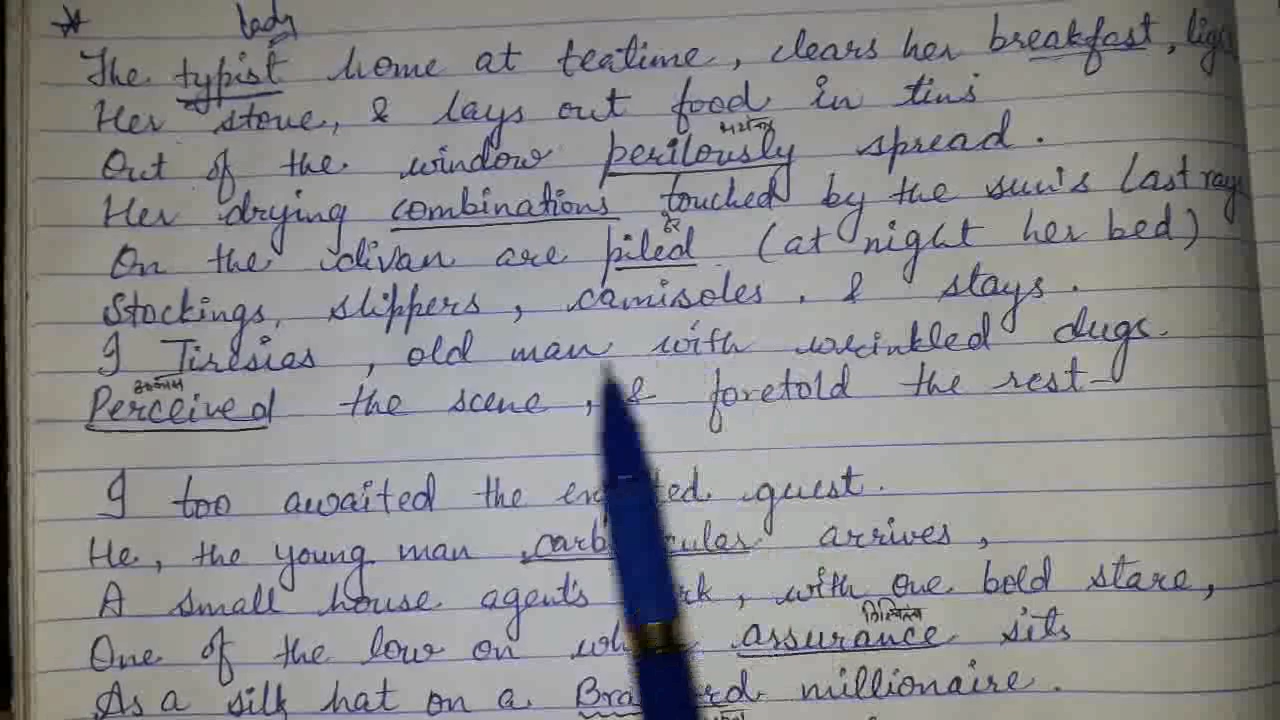 lady
The typist home at teatime, clears her breakfast,
Her stove, & lays out food in tins
Out of the window perilously spread.
Her drying combinations touched by the sun's last rays
On the divan are piled (at night her bed)
ढेर
Stockings, slippers, camisoles, & stays.
I Tiresias, old man with wrinkled dugs.
Perceived the scene, & foretold the rest—
I too awaited the guest.
He, the young man arrives,
A small house agent's with one bold stare,
One of the low on assurance sits
As a silk hat on a millionaire.